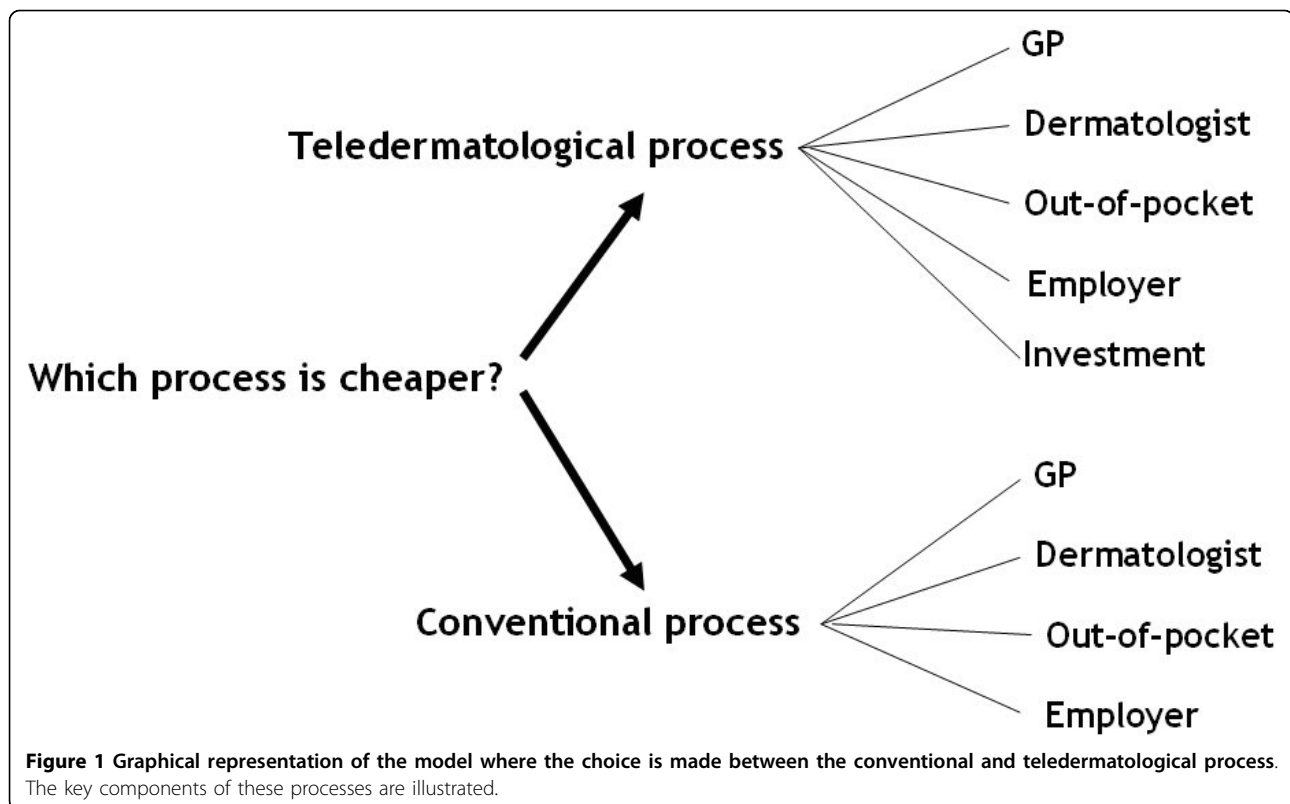 GP
Dermatologist
Teledermatological process
Out-of-pocket
Employer
Investment
Which process is cheaper?
GP
Dermatologist
Conventional process
Out-of-pocket
Employer
Figure 1 Graphical representation of the model where the choice is made between the conventional and teledermatological process.
The key components of these processes are illustrated.